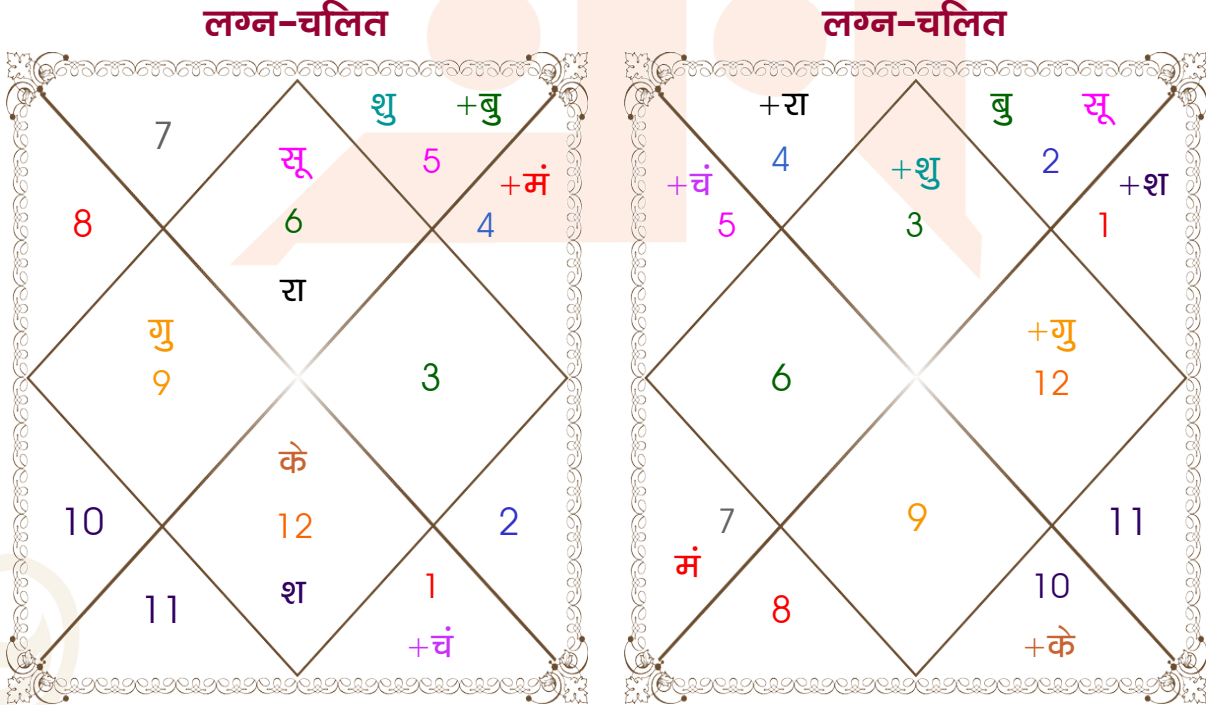 लग्न-चलित
शु +बु
7
सू
5
+मं
8
6
4
रा
गु
9
3
के
10
12
2
श
1
11
+चं
लग्न-चलित
+रा
बु सू
4
+शु
2
+चं
+श
5
3
1
+गु
6
12
7
9
11
मं
10
8
+के